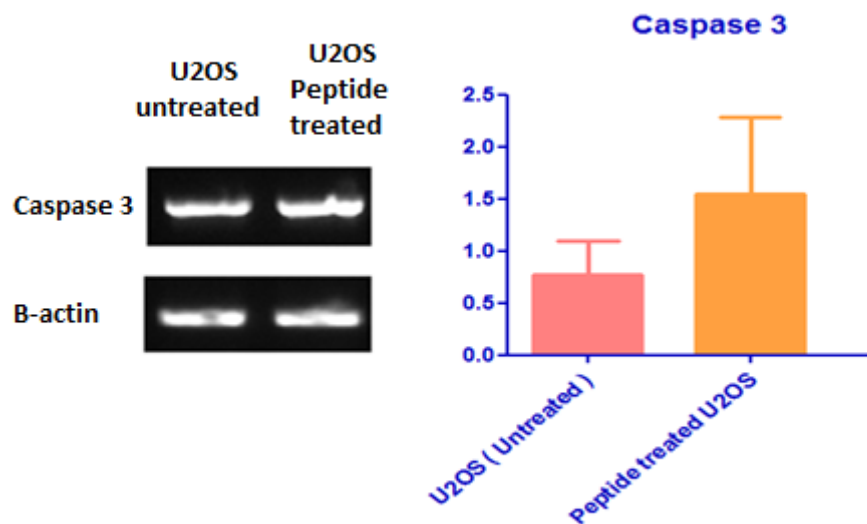 U2OS
untreated
U2OS
Peptide
treated
Caspase 3
B-actin
Caspase 3
2.5
2.0
1.5
1.0
0.5
0.0
U2OS ( Untreated )
Peptide treated U2OS